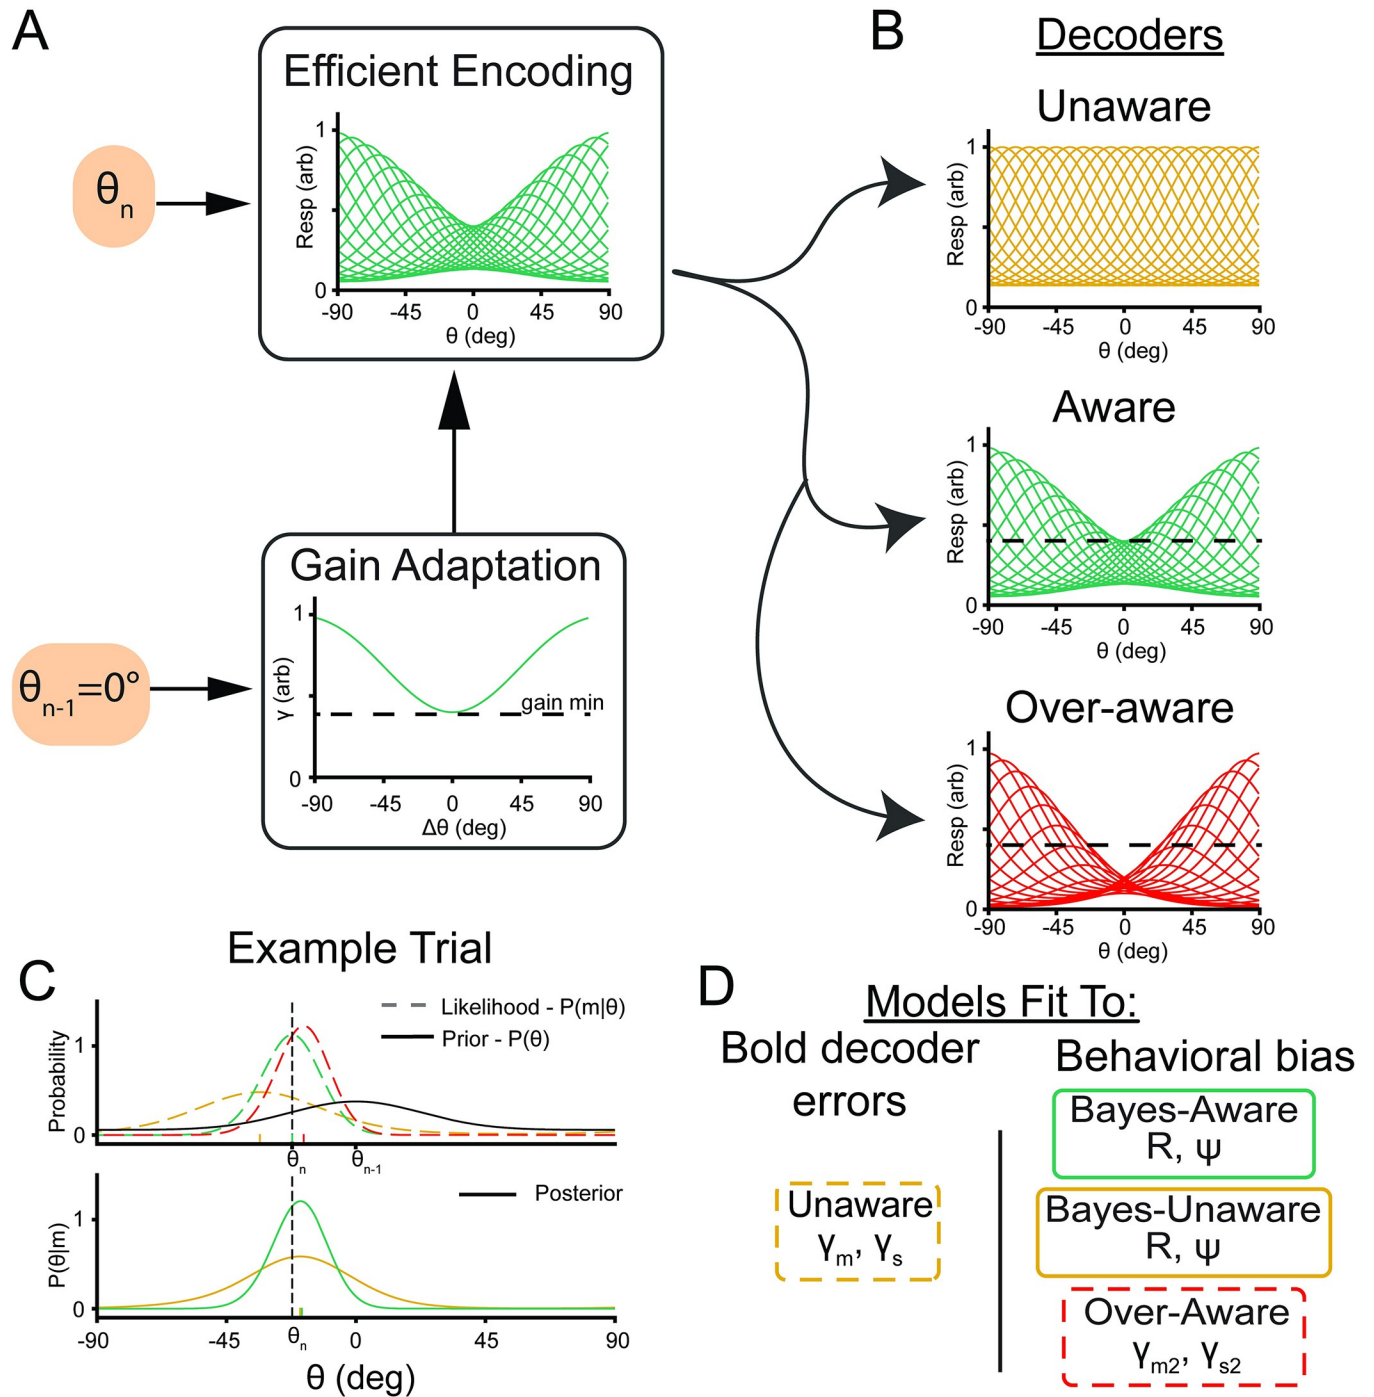 A
Efficient Encoding
θn
Resp (arb)
1
0
-90 -45 0 45 90
θ (deg)
Gain Adaptation
θn-1=0°
γ (arb)
1
0
gain min
-90 -45 0 45 90
Δθ (deg)
B
Decoders
Unaware
Resp (arb)
1
0
-90 -45 0 45 90
θ (deg)
Aware
Resp (arb)
1
0
-90 -45 0 45 90
θ (deg)
Over-aware
Resp (arb)
1
0
-90 -45 0 45 90
θ (deg)
C
Example Trial
Likelihood - P(m|θ)
Prior - P(θ)
Probability
1
0
θn θn-1
Posterior
P(θ|m)
1
0
-90 -45 θn 0 45 90
θ (deg)
D
Models Fit To:
Bold decoder
errors
Unaware
γm, γs
Behavioral bias
Bayes-Aware
R, ψ
Bayes-Unaware
R, ψ
Over-Aware
γm2, γs2